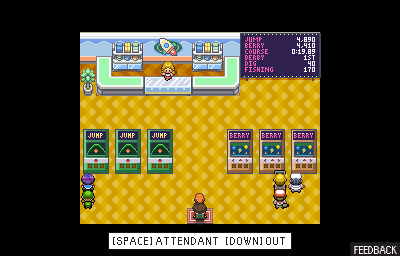 JUMP 4,890
BERRY 4,410
COURSE 0:19.89
DERBY 1ST
DIG 40
FISHING 170
JUMP JUMP JUMP BERRY BERRY BERRY
[SPACE]ATTENDANT [DOWN]OUT
FEEDBACK